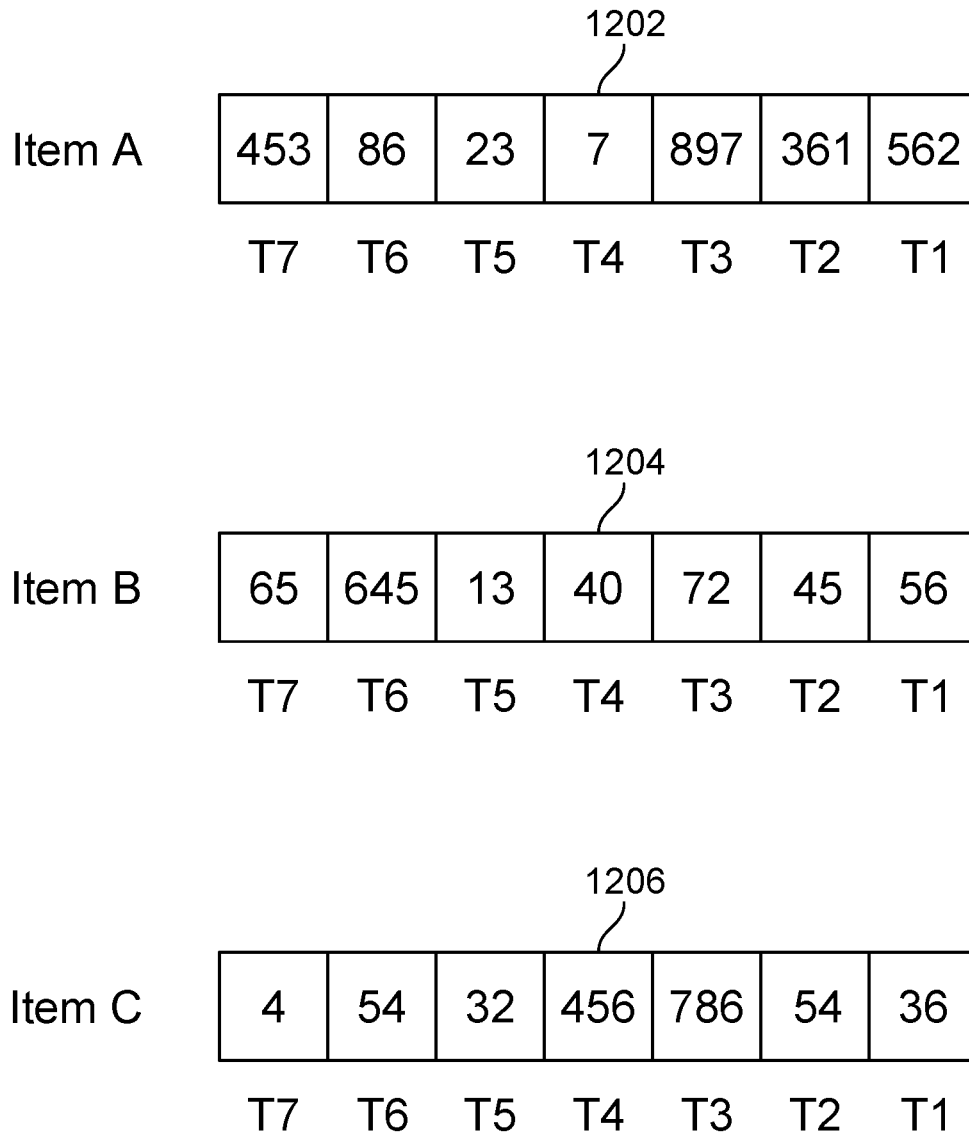 1202
Item A 453 86 23 7 897 361 562
T7 T6 T5 T4 T3 T2 T1
1204
Item B 65 645 13 40 72 45 56
T7 T6 T5 T4 T3 T2 T1
1206
Item C 4 54 32 456 786 54 36
T7 T6 T5 T4 T3 T2 T1